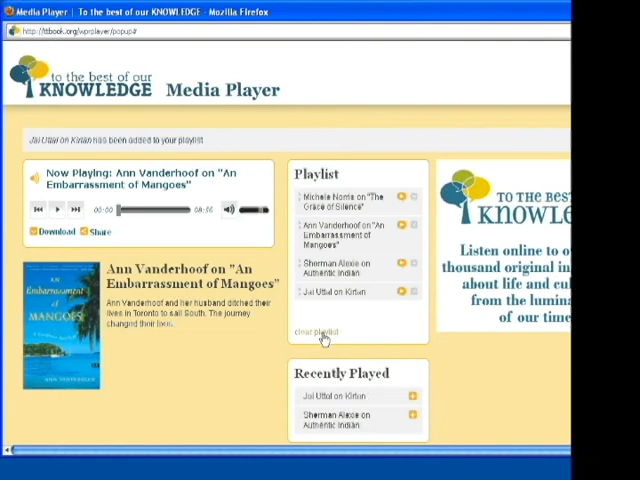 Media Player | To the best of our KNOWLEDGE - Mozilla Firefox
http://ttbook.org/wprplayer/popup#
to the best of our
KNOWLEDGE Media Player
Jai Uttal on Kirtan has been added to your playlist
Now Playing: Ann Vanderhoof on "An
Embarrassment of Mangoes"
00:00
Download Share
Ann Vanderhoof on "An
Embarrassment of Mangoes"
Ann Vanderhoof and her husband ditched their
lives in Toronto to sail South. The journey
changed their lives.
AN
Embarrassment
of
MANGOES
ANN VANDERHOOF
Playlist
Michele Norris on "The
Grace of Silence"
Ann Vanderhoof on "An
Embarrassment of
Mangoes"
Sherman Alexie on
Authentic Indian
Jai Uttal on Kirtan
clear playlist
Recently Played
Jai Uttal on Kirtan
Sherman Alexie on
Authentic Indian
TO THE BES
KNOWL
Listen online to o
thousand original in
about life and cul
from the lumina
of our time